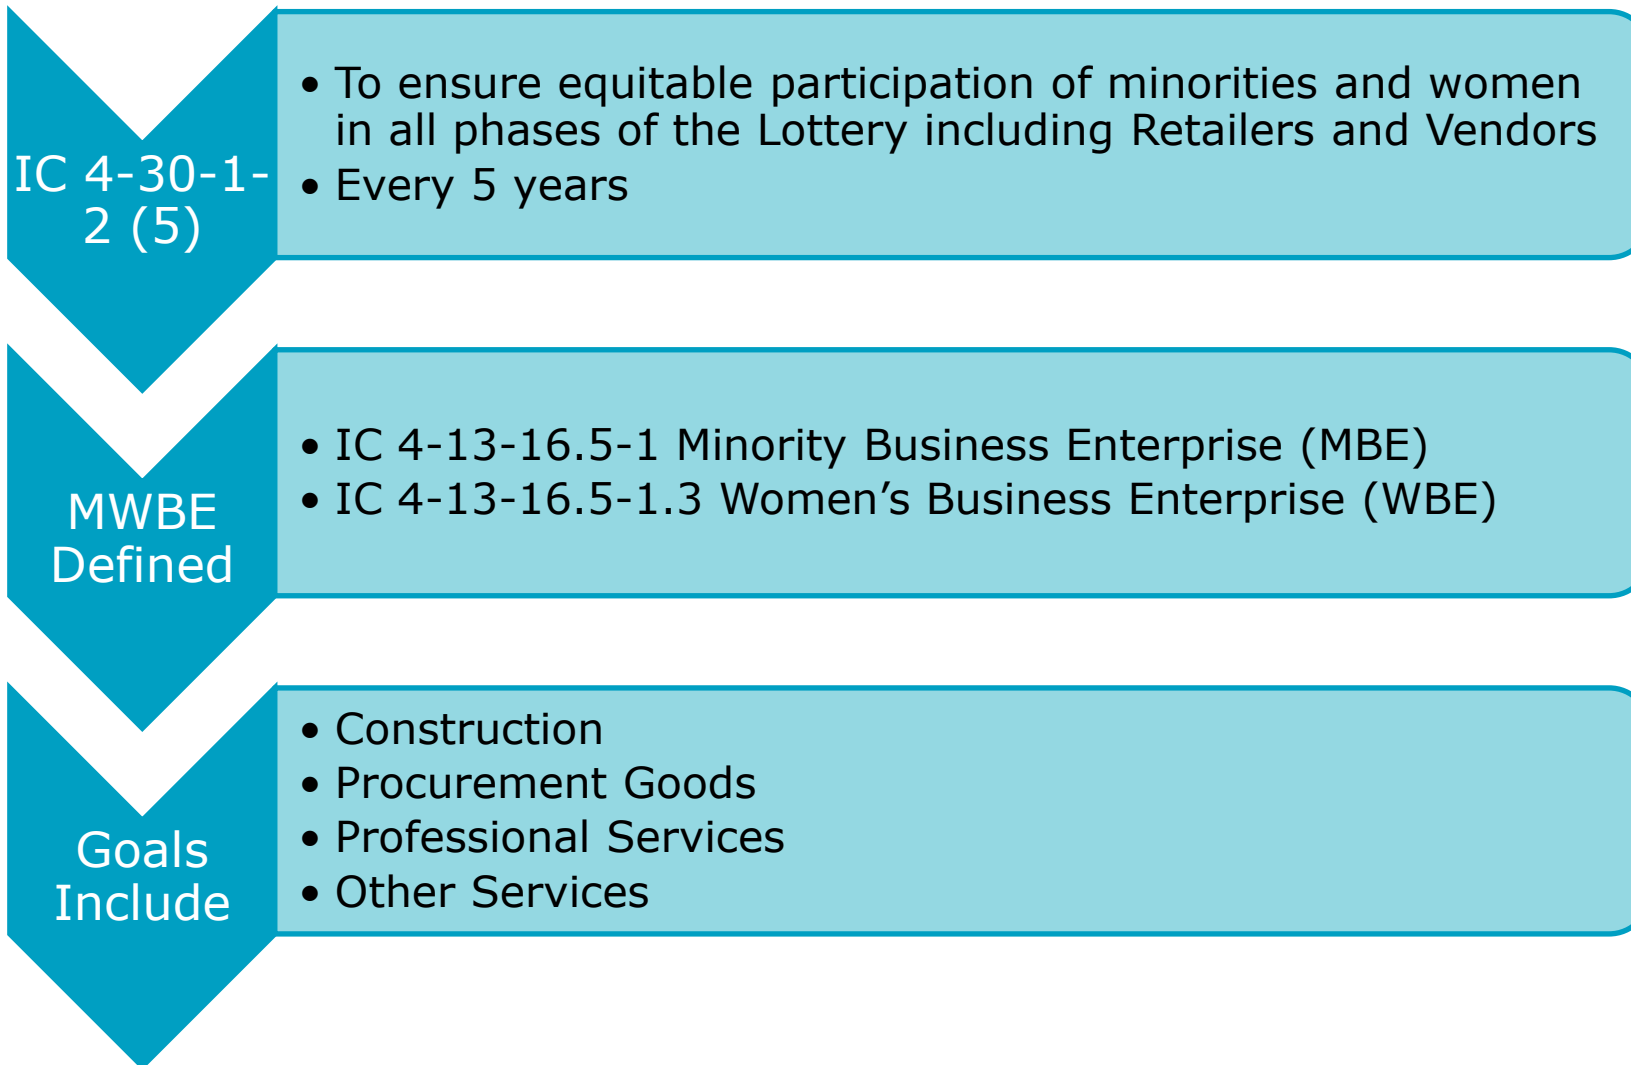 IC 4-30-1-
2 (5)
• To ensure equitable participation of minorities and women
in all phases of the Lottery including Retailers and Vendors
• Every 5 years
MWBE
Defined
• IC 4-13-16.5-1 Minority Business Enterprise (MBE)
• IC 4-13-16.5-1.3 Women’s Business Enterprise (WBE)
Goals
Include
• Construction
• Procurement Goods
• Professional Services
• Other Services